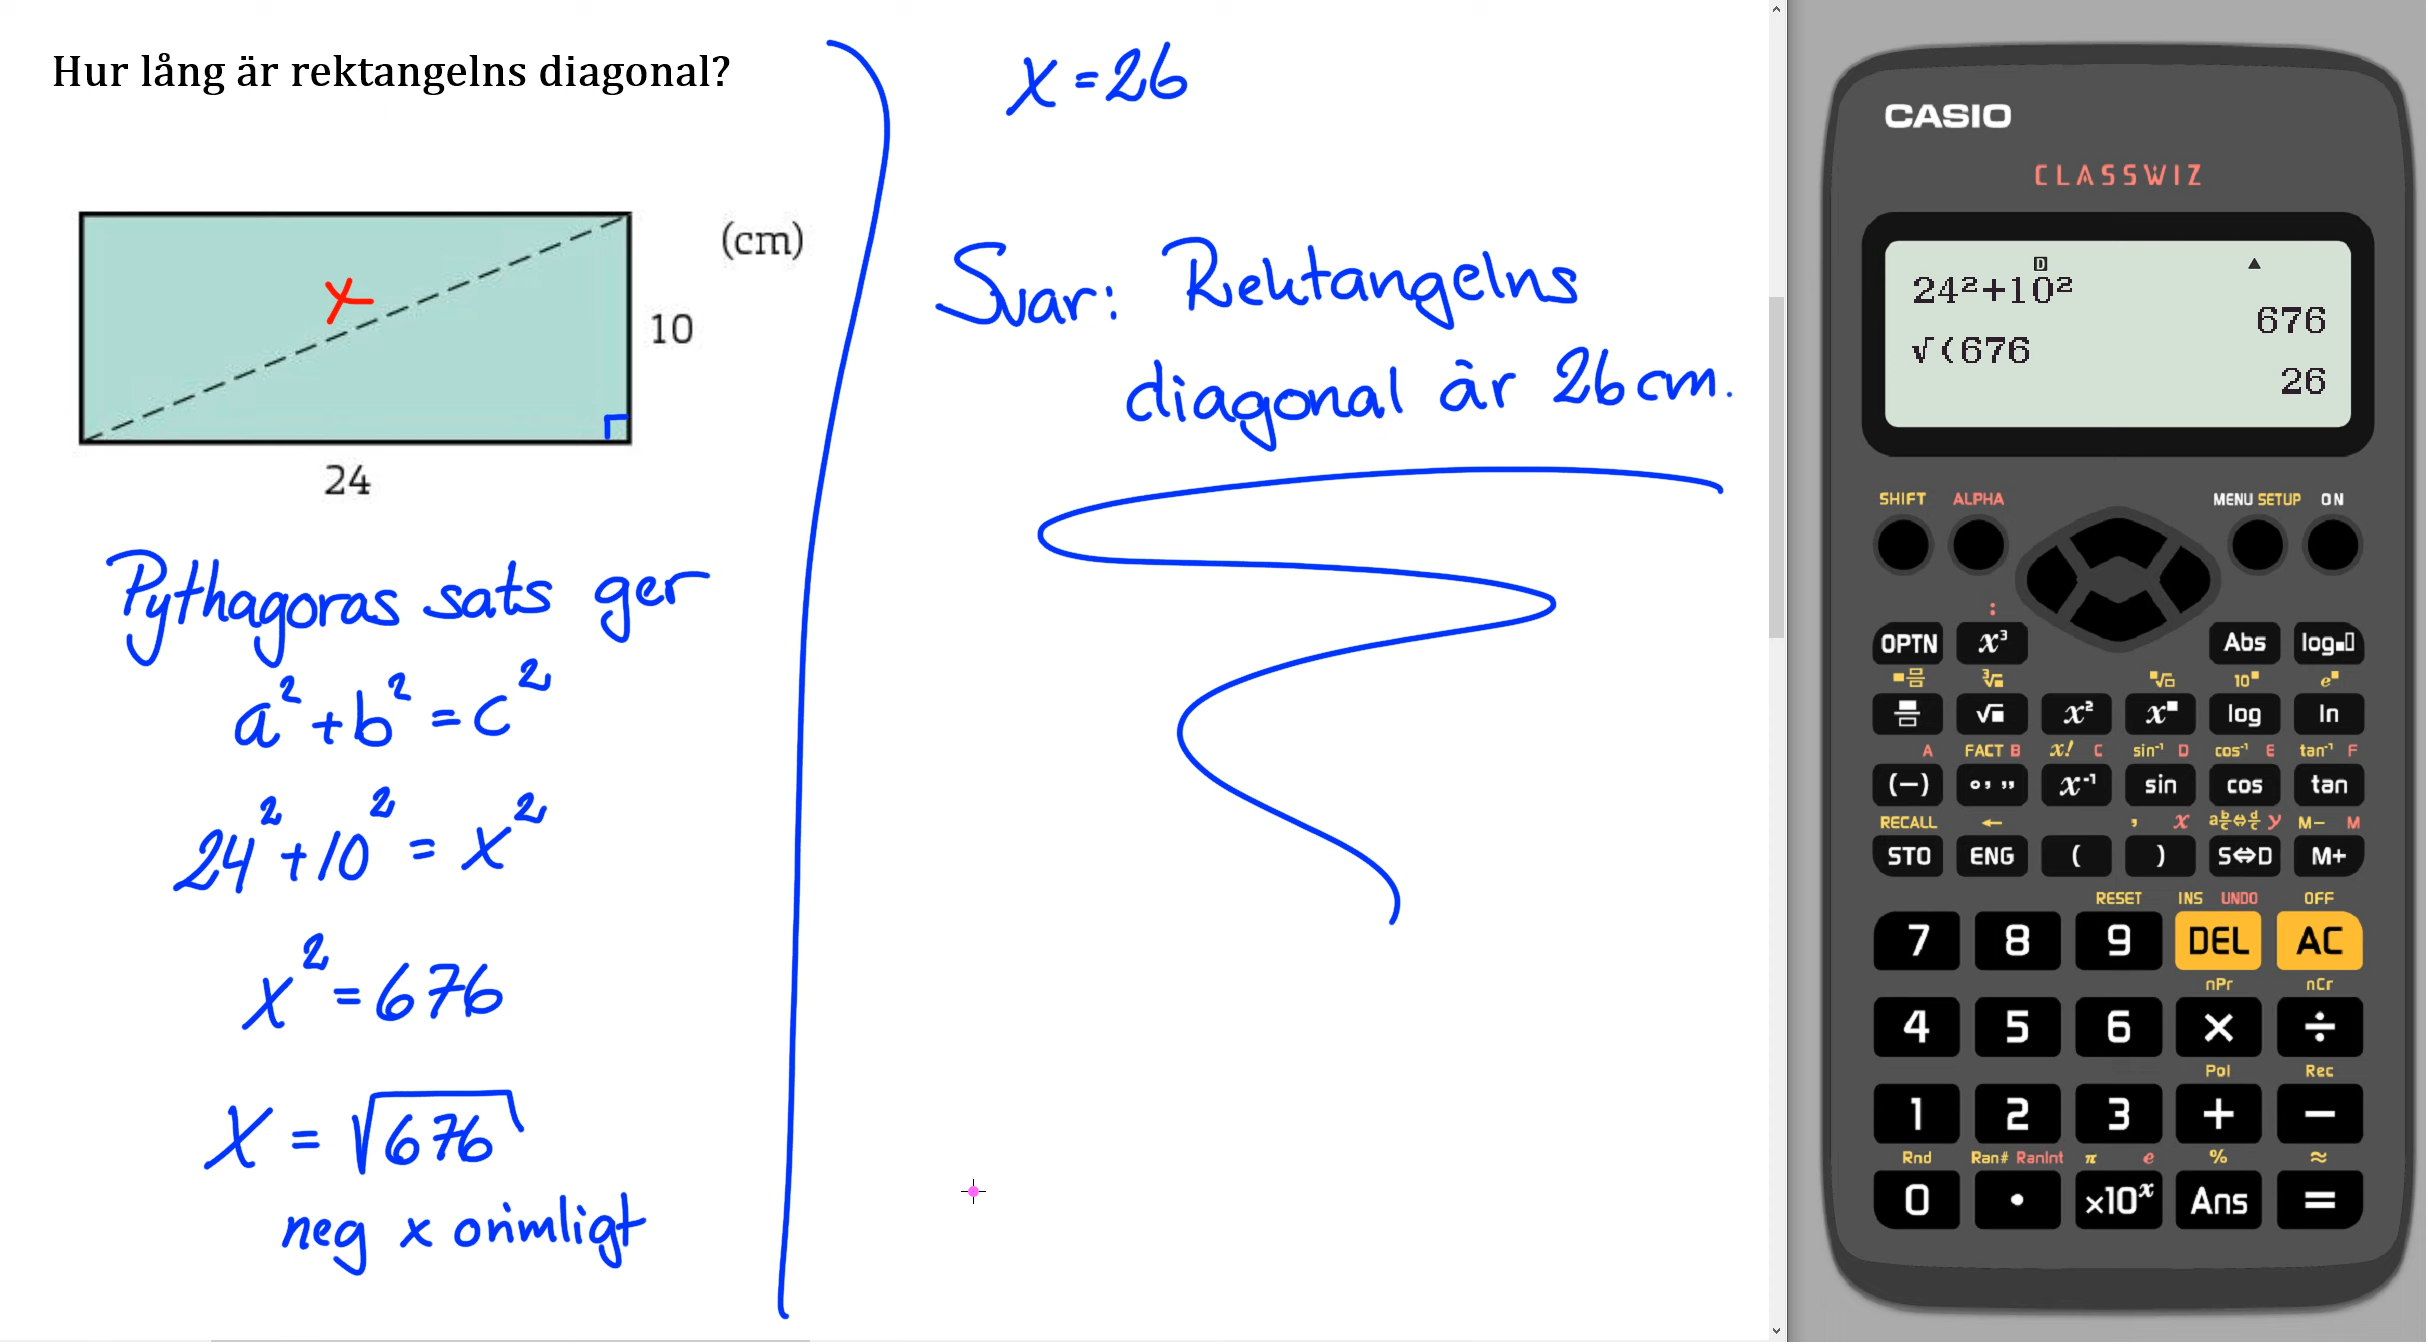 Hur lång är rektangelns diagonal?
x
(cm)
10
24
Pythagoras sats ger
a² + b² = c²
24² + 10² = x²
x² = 676
x = √676
neg x orimligt
x = 26
Svar: Rektangelns
diagonal är 26 cm.
CASIO
CLASSWIZ
D ▲
24²+10²
676
√(676
26
SHIFT ALPHA MENU SETUP ON
:
OPTN x³ Abs log▪▯
▪▤ ³√▪ ▪√▯ 10▪ e▪
√▪ x² x▪ log ln
A FACT B x! C sin⁻¹ D cos⁻¹ E tan⁻¹ F
(−) °’ ” x⁻¹ sin cos tan
RECALL ← , x a b/c⇔d/c y M− M
STO ENG ( ) S⇔D M+
RESET INS UNDO OFF
7 8 9 DEL AC
nPr nCr
4 5 6 × ÷
Pol Rec
1 2 3 + −
Rnd Ran# RanInt π e % ≈
0 • ×10ˣ Ans =